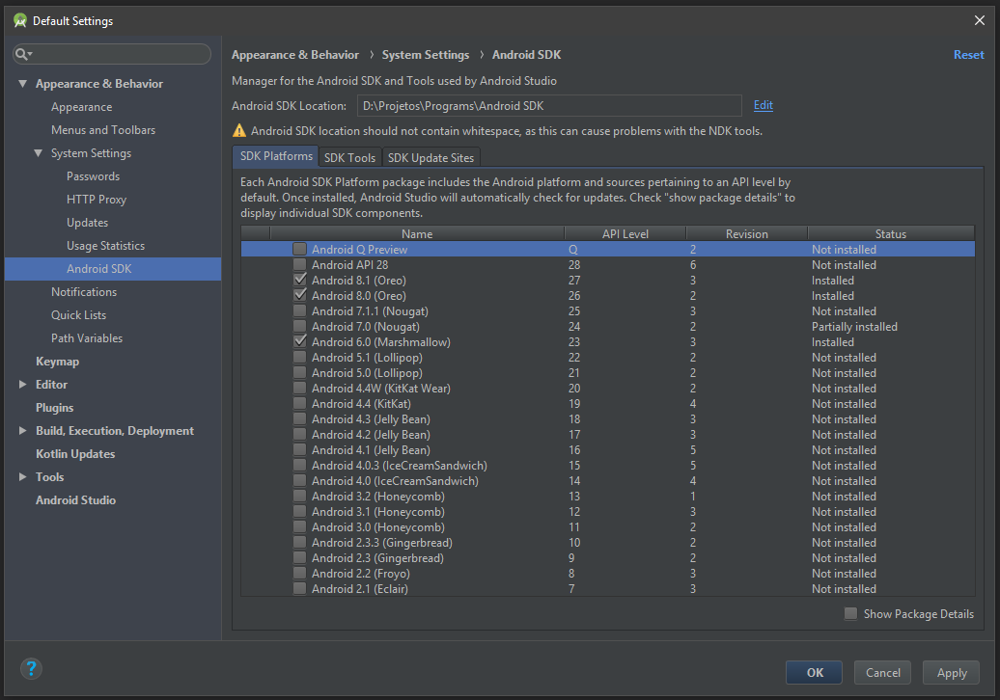 Default Settings
Appearance & Behavior
Appearance
Menus and Toolbars
System Settings
Passwords
HTTP Proxy
Updates
Usage Statistics
Android SDK
Notifications
Quick Lists
Path Variables
Keymap
Editor
Plugins
Build, Execution, Deployment
Kotlin Updates
Tools
Android Studio
Appearance & Behavior › System Settings › Android SDK
Reset
Manager for the Android SDK and Tools used by Android Studio
Android SDK Location: D:\Projetos\Programs\Android SDK Edit
Android SDK location should not contain whitespace, as this can cause problems with the NDK tools.
SDK Platforms SDK Tools SDK Update Sites
Each Android SDK Platform package includes the Android platform and sources pertaining to an API level by
default. Once installed, Android Studio will automatically check for updates. Check "show package details" to
display individual SDK components.
Name API Level Revision Status
Android Q Preview Q 2 Not installed
Android API 28 28 6 Not installed
Android 8.1 (Oreo) 27 3 Installed
Android 8.0 (Oreo) 26 2 Installed
Android 7.1.1 (Nougat) 25 3 Not installed
Android 7.0 (Nougat) 24 2 Partially installed
Android 6.0 (Marshmallow) 23 3 Installed
Android 5.1 (Lollipop) 22 2 Not installed
Android 5.0 (Lollipop) 21 2 Not installed
Android 4.4W (KitKat Wear) 20 2 Not installed
Android 4.4 (KitKat) 19 4 Not installed
Android 4.3 (Jelly Bean) 18 3 Not installed
Android 4.2 (Jelly Bean) 17 3 Not installed
Android 4.1 (Jelly Bean) 16 5 Not installed
Android 4.0.3 (IceCreamSandwich) 15 5 Not installed
Android 4.0 (IceCreamSandwich) 14 4 Not installed
Android 3.2 (Honeycomb) 13 1 Not installed
Android 3.1 (Honeycomb) 12 3 Not installed
Android 3.0 (Honeycomb) 11 2 Not installed
Android 2.3.3 (Gingerbread) 10 2 Not installed
Android 2.3 (Gingerbread) 9 2 Not installed
Android 2.2 (Froyo) 8 3 Not installed
Android 2.1 (Eclair) 7 3 Not installed
Show Package Details
?
OK Cancel Apply